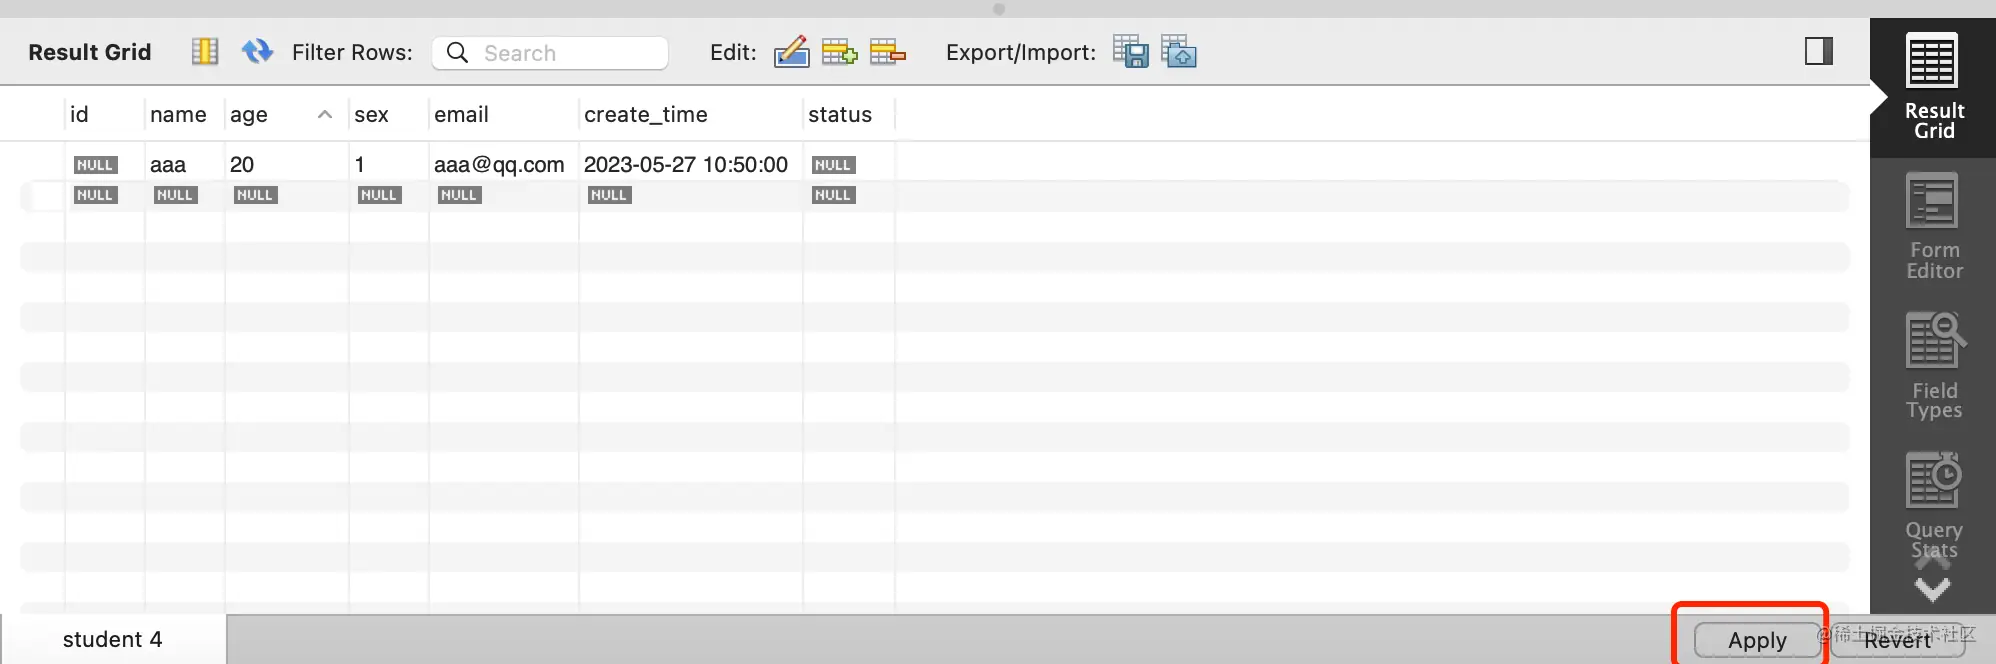 Result Grid Filter Rows: Search Edit: Export/Import:
id name age sex email create_time status
NULL aaa 20 1 aaa@qq.com 2023-05-27 10:50:00 NULL
NULL NULL NULL NULL NULL NULL NULL
Result
Grid
Form
Editor
Field
Types
Query
Stats
student 4
Apply
Revert
@稀土掘金技术社区